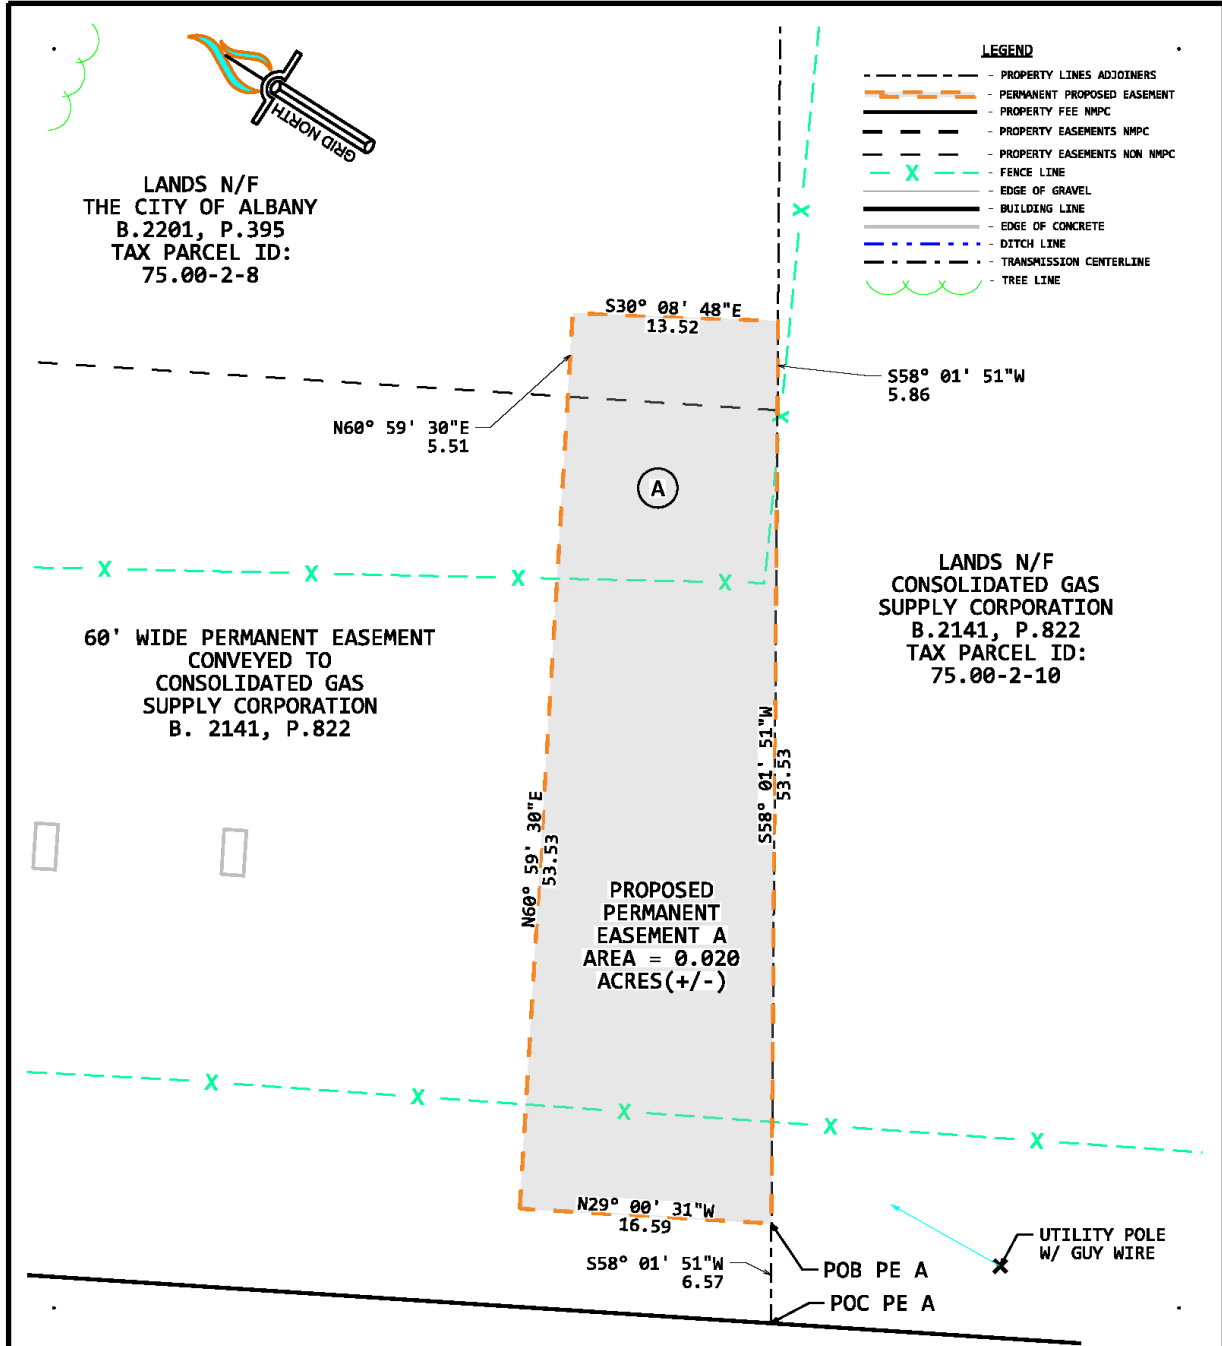 GRID NORTH
LEGEND
- PROPERTY LINES ADJOINERS
- PERMANENT PROPOSED EASEMENT
- PROPERTY FEE NMPC
- PROPERTY EASEMENTS NMPC
- PROPERTY EASEMENTS NON NMPC
X - FENCE LINE
- EDGE OF GRAVEL
- BUILDING LINE
- EDGE OF CONCRETE
- DITCH LINE
- TRANSMISSION CENTERLINE
- TREE LINE
LANDS N/F
THE CITY OF ALBANY
B.2201, P.395
TAX PARCEL ID:
75.00-2-8
S30° 08' 48"E
13.52
S58° 01' 51"W
5.86
N60° 59' 30"E
5.51
A
LANDS N/F
CONSOLIDATED GAS
SUPPLY CORPORATION
B.2141, P.822
TAX PARCEL ID:
75.00-2-10
60' WIDE PERMANENT EASEMENT
CONVEYED TO
CONSOLIDATED GAS
SUPPLY CORPORATION
B. 2141, P.822
S58° 01' 51"W
53.53
N60° 59' 30"E
53.53
PROPOSED
PERMANENT
EASEMENT A
AREA = 0.020
ACRES(+/-)
N29° 00' 31"W
16.59
S58° 01' 51"W
6.57
POB PE A
POC PE A
UTILITY POLE
W/ GUY WIRE